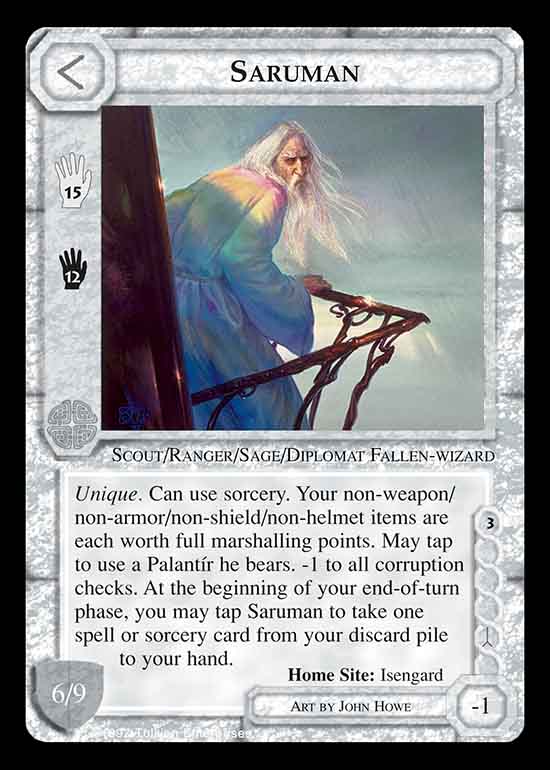 SARUMAN
15
12
SCOUT/RANGER/SAGE/DIPLOMAT FALLEN-WIZARD
Unique. Can use sorcery. Your non-weapon/
non-armor/non-shield/non-helmet items are
each worth full marshalling points. May tap
to use a Palantír he bears. -1 to all corruption
checks. At the beginning of your end-of-turn
phase, you may tap Saruman to take one
spell or sorcery card from your discard pile
to your hand.
3
Home Site: Isengard
6/9
ART BY JOHN HOWE
-1
Tolkien Enterprises